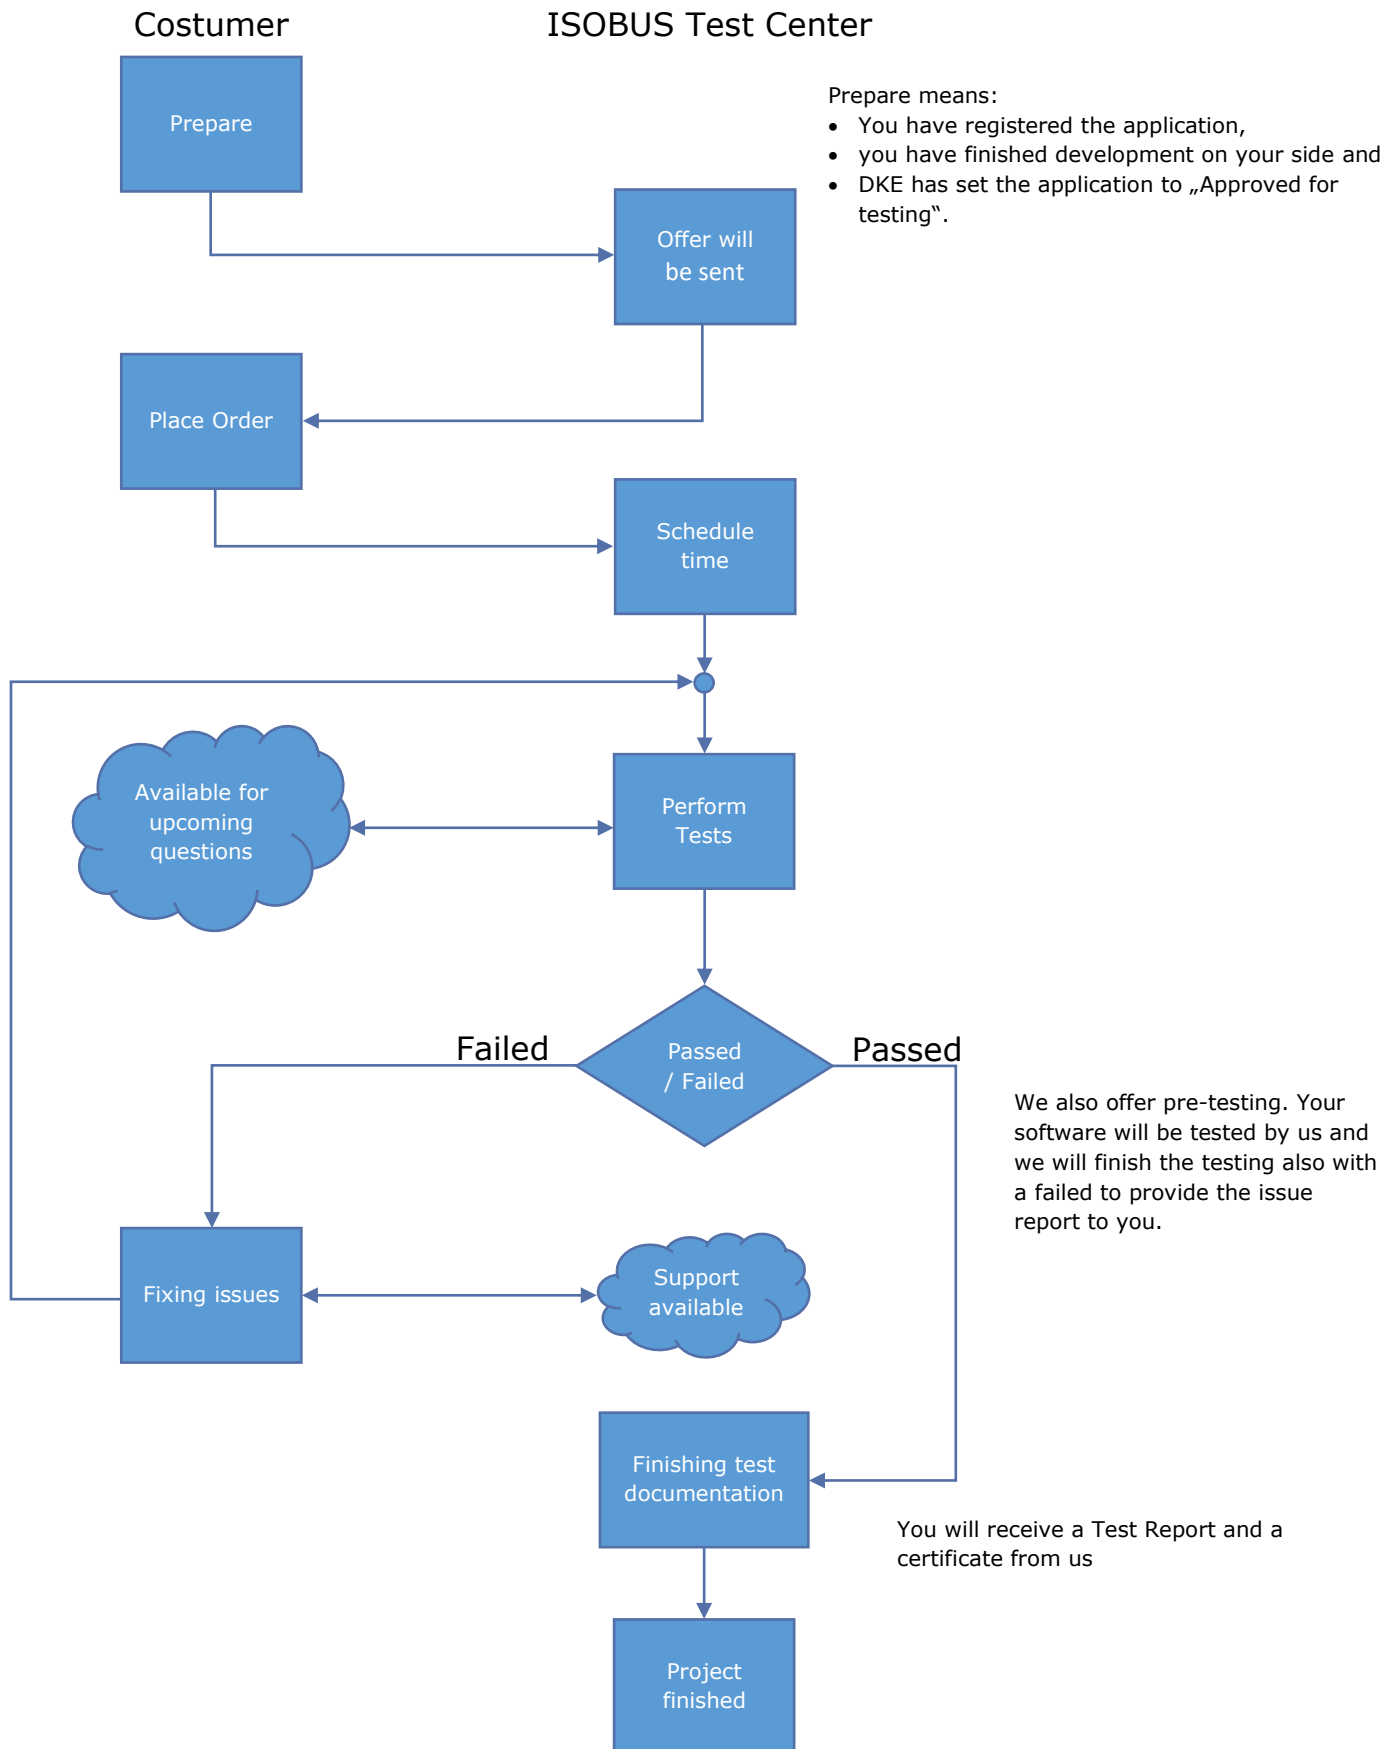 Costumer
ISOBUS Test Center
Prepare
Prepare means:
• You have registered the application,
• you have finished development on your side and
• DKE has set the application to „Approved for
testing‟.
Offer will
be sent
Place Order
Schedule
time
Available for
upcoming
questions
Perform
Tests
Failed
Passed
/ Failed
Passed
We also offer pre-testing. Your
software will be tested by us and
we will finish the testing also with
a failed to provide the issue
report to you.
Fixing issues
Support
available
Finishing test
documentation
You will receive a Test Report and a
certificate from us
Project
finished